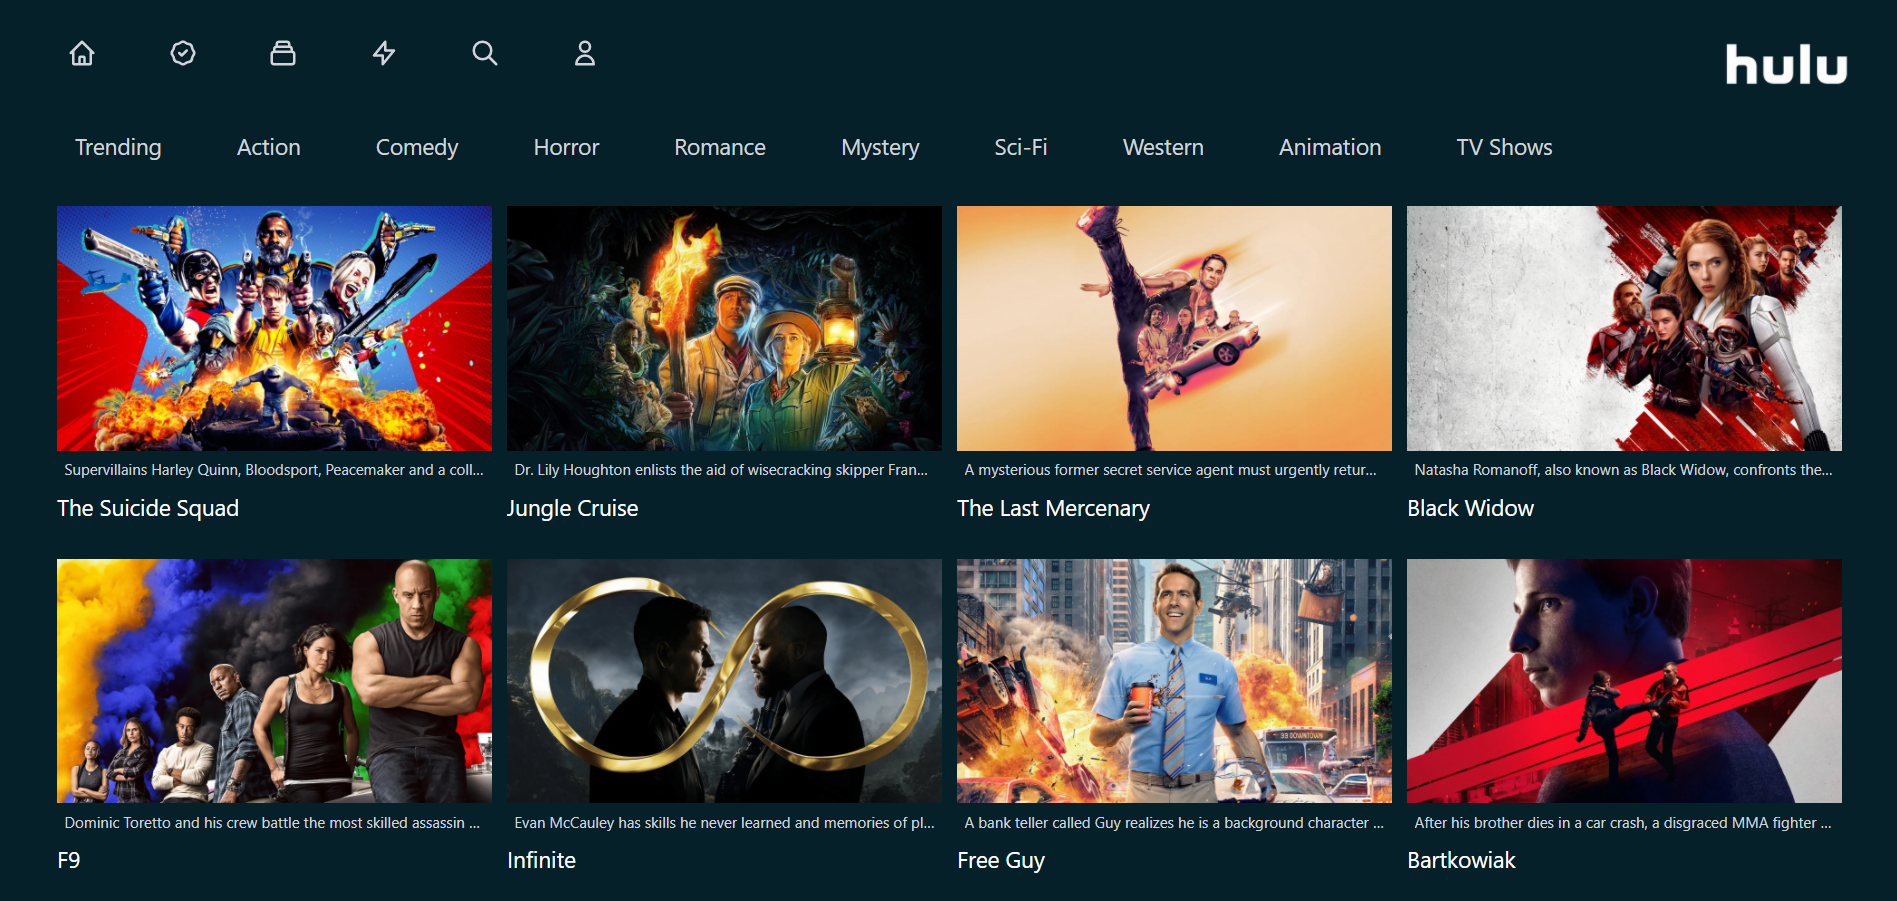 hulu
Trending Action Comedy Horror Romance Mystery Sci-Fi Western Animation TV Shows
Supervillains Harley Quinn, Bloodsport, Peacemaker and a coll...
The Suicide Squad
Dr. Lily Houghton enlists the aid of wisecracking skipper Fran...
Jungle Cruise
A mysterious former secret service agent must urgently retur...
The Last Mercenary
Natasha Romanoff, also known as Black Widow, confronts the...
Black Widow
33 DOWNTOWN
Dominic Toretto and his crew battle the most skilled assassin ...
F9
Evan McCauley has skills he never learned and memories of pl...
Infinite
A bank teller called Guy realizes he is a background character ...
Free Guy
After his brother dies in a car crash, a disgraced MMA fighter ...
Bartkowiak